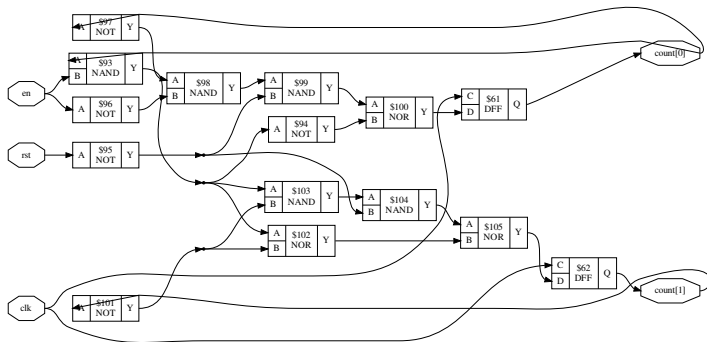 A $97 NOT Y
A B $93 NAND Y
count[0]
A B $98 NAND Y
A B $99 NAND Y
en
A $96 NOT Y
A B $100 NOR Y
C D $61 DFF Q
A $94 NOT Y
rst
A $95 NOT Y
A B $103 NAND Y
A B $104 NAND Y
A B $102 NOR Y
A B $105 NOR Y
C D $62 DFF Q
count[1]
clk
A $101 NOT Y